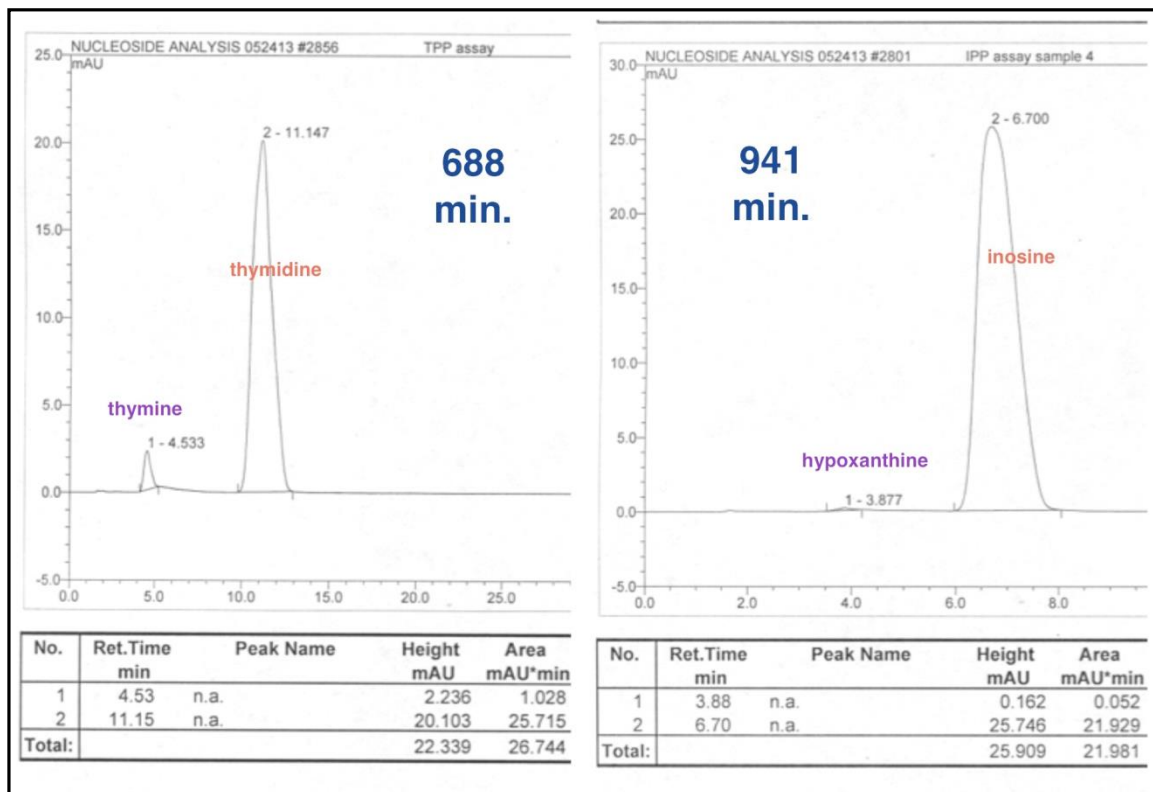 NUCLEOSIDE ANALYSIS 052413 #2856 TPP assay
25.0
mAU
20.0
15.0
10.0
5.0
0.0
-5.0
2 - 11.147
688
min.
thymidine
thymine
1 - 4.533
0.0 5.0 10.0 15.0 20.0 25.0
No. Ret.Time Peak Name Height Area
min mAU mAU*min
1 4.53 n.a. 2.236 1.028
2 11.15 n.a. 20.103 25.715
Total: 22.339 26.744
NUCLEOSIDE ANALYSIS 052413 #2801 IPP assay sample 4
30.0
mAU
25.0
20.0
15.0
10.0
5.0
0.0
-5.0
2 - 6.700
941
min.
inosine
hypoxanthine
1 - 3.877
0.0 2.0 4.0 6.0 8.0
No. Ret.Time Peak Name Height Area
min mAU mAU*min
1 3.88 n.a. 0.162 0.052
2 6.70 n.a. 25.746 21.929
Total: 25.909 21.981